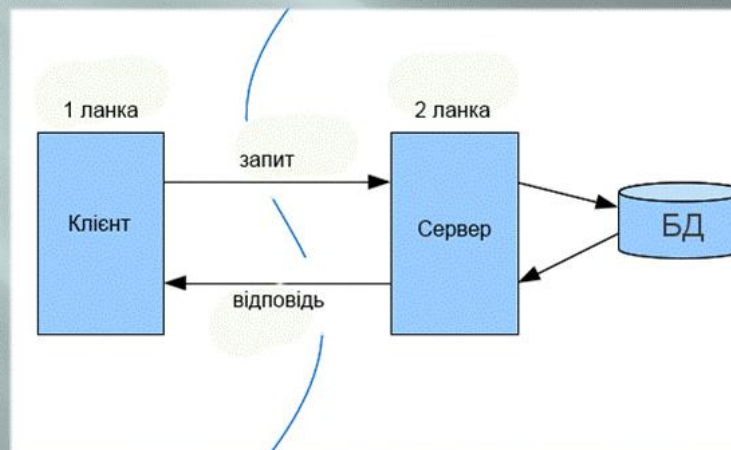 1 ланка
2 ланка
запит
Клієнт
Сервер
БД
відповідь